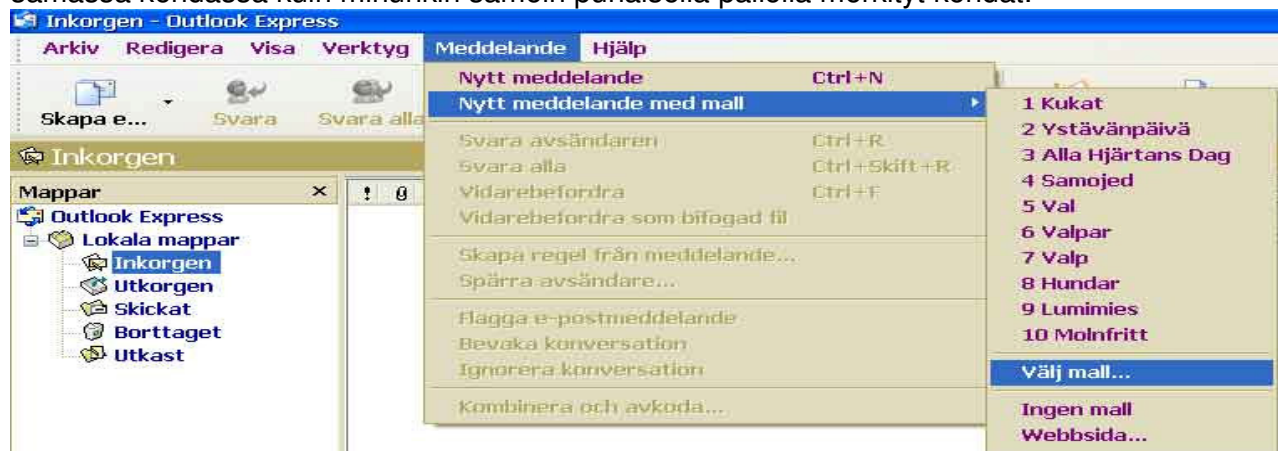 samassa kohdassa kuin minunkin samoin punaisella pallolla merkityt kohdat.
Inkorgen - Outlook Express
Arkiv Redigera Visa Verktyg Meddelande Hjälp
Skapa e... Svara Svara alla
Inkorgen
Mappar
Outlook Express
Lokala mappar
Inkorgen
Utkorgen
Skickat
Borttaget
Utkast
Nytt meddelande Ctrl+N
Nytt meddelande med mall
Svara avsändaren Ctrl+R
Svara alla Ctrl+Skift+R
Vidarebefordra Ctrl+F
Vidarebefordra som bifogad fil
Skapa regel från meddelande...
Spärra avsändare...
Flagga e-postmeddelande
Bevaka konversation
Ignorera konversation
Kombinera och avkoda...
1 Kukat
2 Ystävänpäivä
3 Alla Hjärtans Dag
4 Samojed
5 Val
6 Valpar
7 Valp
8 Hundar
9 Lumimies
10 Molnfritt
Välj mall...
Ingen mall
Webbsida...